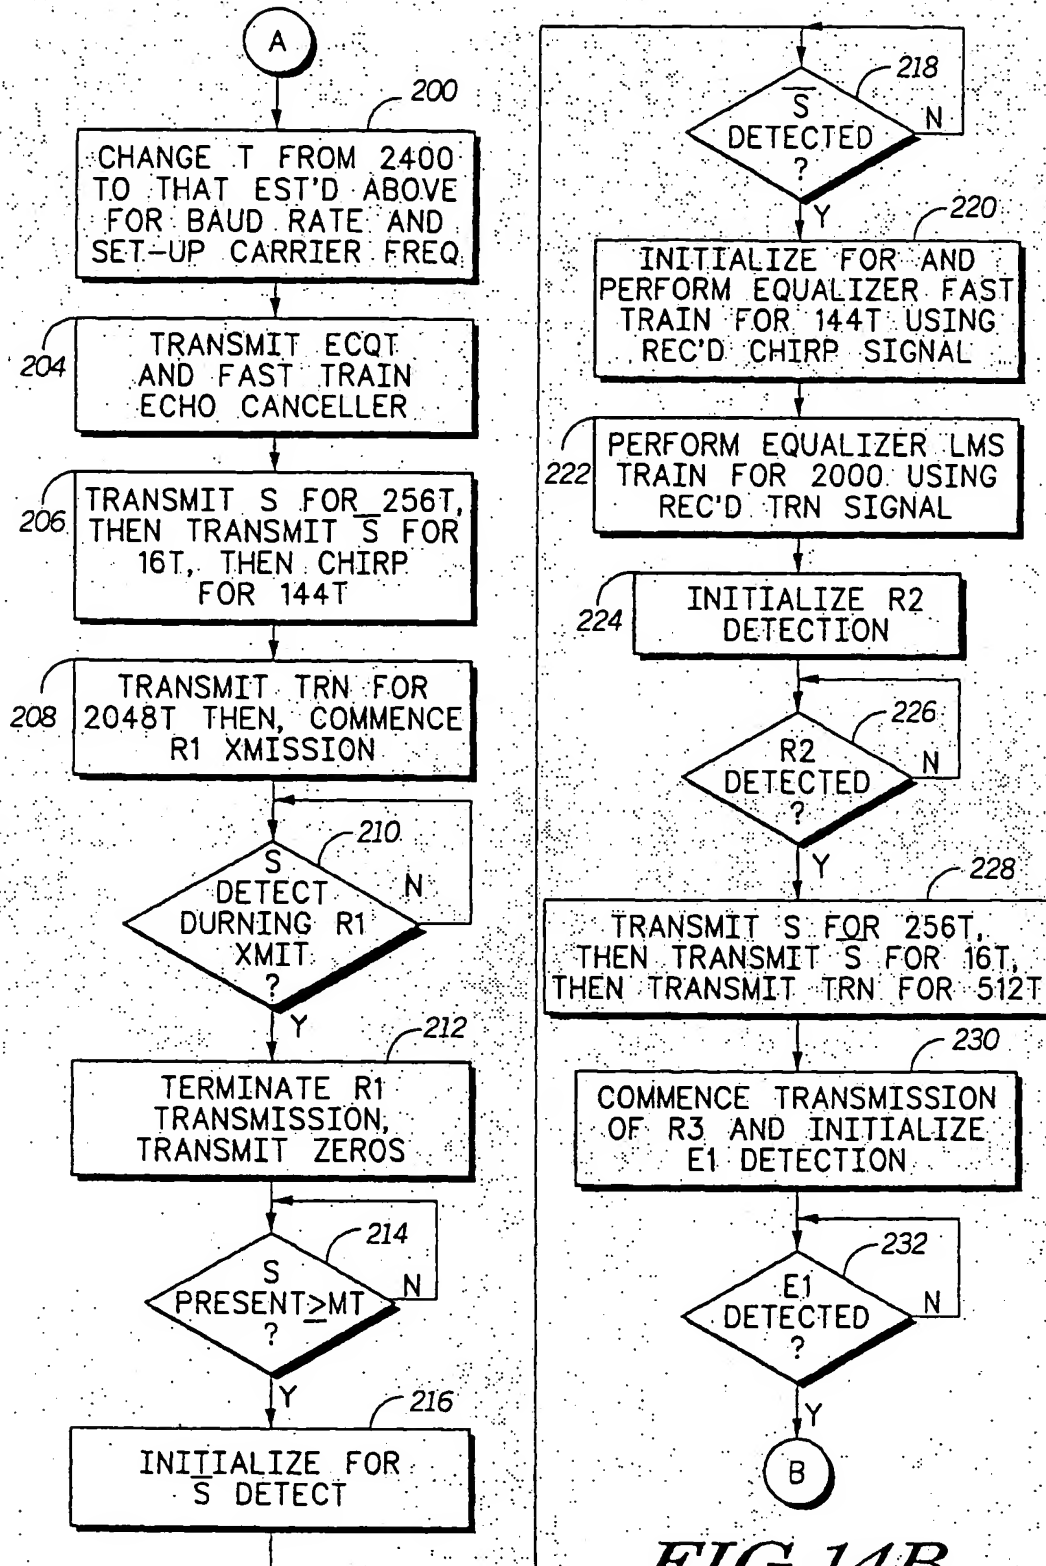 A
200
CHANGE T FROM 2400
TO THAT EST'D ABOVE
FOR BAUD RATE AND
SET-UP CARRIER FREQ
204
TRANSMIT ECQT
AND FAST TRAIN
ECHO CANCELLER
206
TRANSMIT S FOR 256T,
THEN TRANSMIT S̅ FOR
16T, THEN CHIRP
FOR 144T
208
TRANSMIT TRN FOR
2048T THEN, COMMENCE
R1 XMISSION
210
S
DETECT
DURNING R1
XMIT
?
N
Y
212
TERMINATE R1
TRANSMISSION,
TRANSMIT ZEROS
214
S
PRESENT≥MT
?
N
Y
216
INITIALIZE FOR
S̅ DETECT
218
S̅
DETECTED
?
N
Y
220
INITIALIZE FOR AND
PERFORM EQUALIZER FAST
TRAIN FOR 144T USING
REC'D CHIRP SIGNAL
222
PERFORM EQUALIZER LMS
TRAIN FOR 2000 USING
REC'D TRN SIGNAL
224
INITIALIZE R2
DETECTION
226
R2
DETECTED
?
N
Y
228
TRANSMIT S FOR 256T,
THEN TRANSMIT S̅ FOR 16T,
THEN TRANSMIT TRN FOR 512T
230
COMMENCE TRANSMISSION
OF R3 AND INITIALIZE
E1 DETECTION
232
E1
DETECTED
?
N
Y
B
FIG.14B